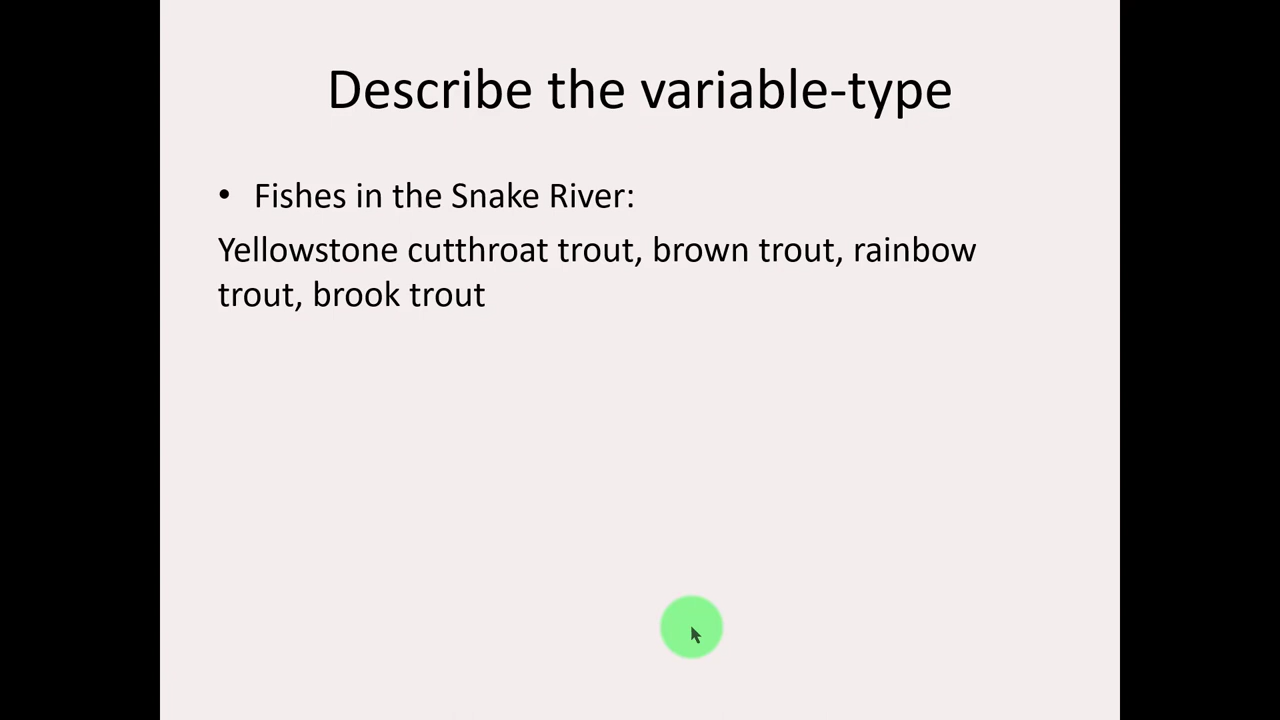 Describe the variable-type
• Fishes in the Snake River:
Yellowstone cutthroat trout, brown trout, rainbow
trout, brook trout